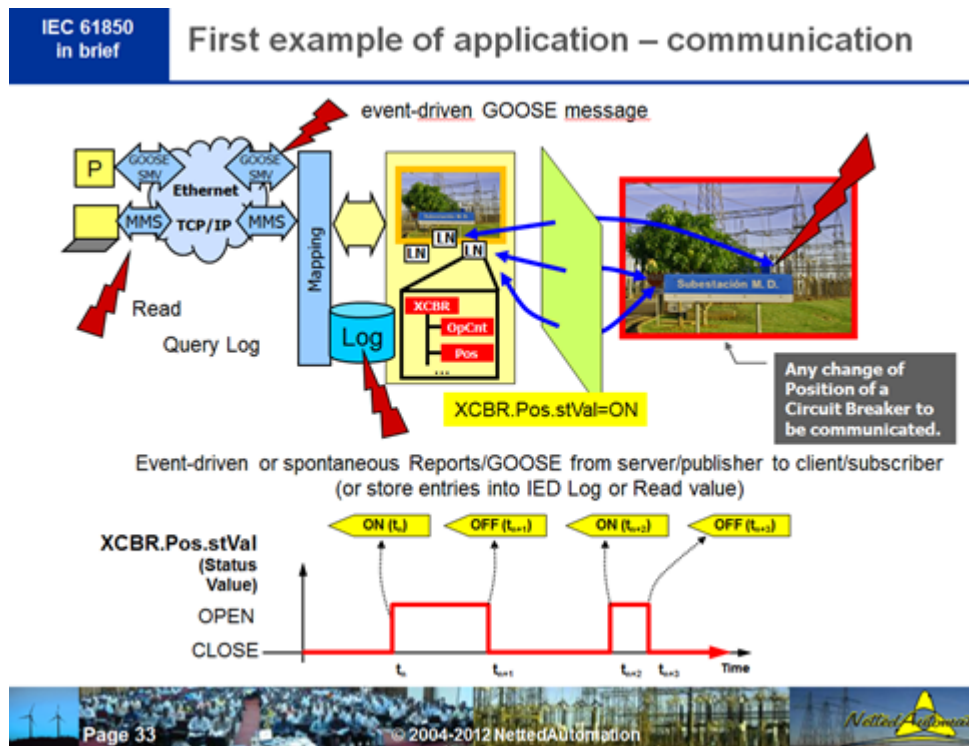 IEC 61850
in brief
First example of application – communication
event-driven GOOSE message
P
GOOSE
SMV
GOOSE
SMV
Ethernet
TCP/IP
MMS
MMS
Mapping
Subestación M. D.
LN
LN
LN
XCBR
OpCnt
Pos
...
Log
Read
Query Log
Subestación M. D.
XCBR.Pos.stVal=ON
Any change of
Position of a
Circuit Breaker to
be communicated.
Event-driven or spontaneous Reports/GOOSE from server/publisher to client/subscriber
(or store entries into IED Log or Read value)
ON (tn)
OFF (tn+1)
ON (tn+2)
OFF (tn+3)
XCBR.Pos.stVal
(Status
Value)
OPEN
CLOSE
tn
tn+1
tn+2
tn+3
Time
Page 33
© 2004-2012 NettedAutomation
NettedAutomation